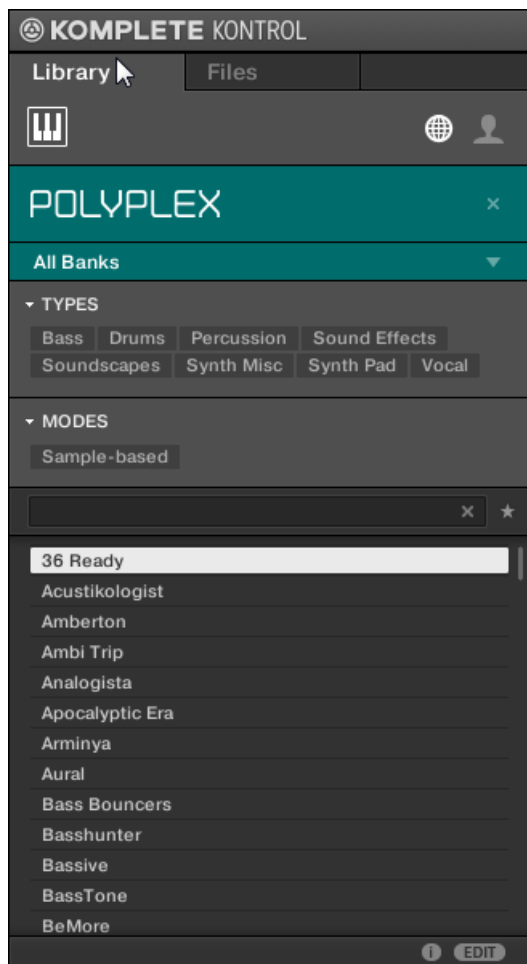 KOMPLETE KONTROL
Library Files
POLYPLEX
All Banks
TYPES
Bass Drums Percussion Sound Effects
Soundscapes Synth Misc Synth Pad Vocal
MODES
Sample-based
36 Ready
Acustikologist
Amberton
Ambi Trip
Analogista
Apocalyptic Era
Arminya
Aural
Bass Bouncers
Basshunter
Bassive
BassTone
BeMore
i EDIT